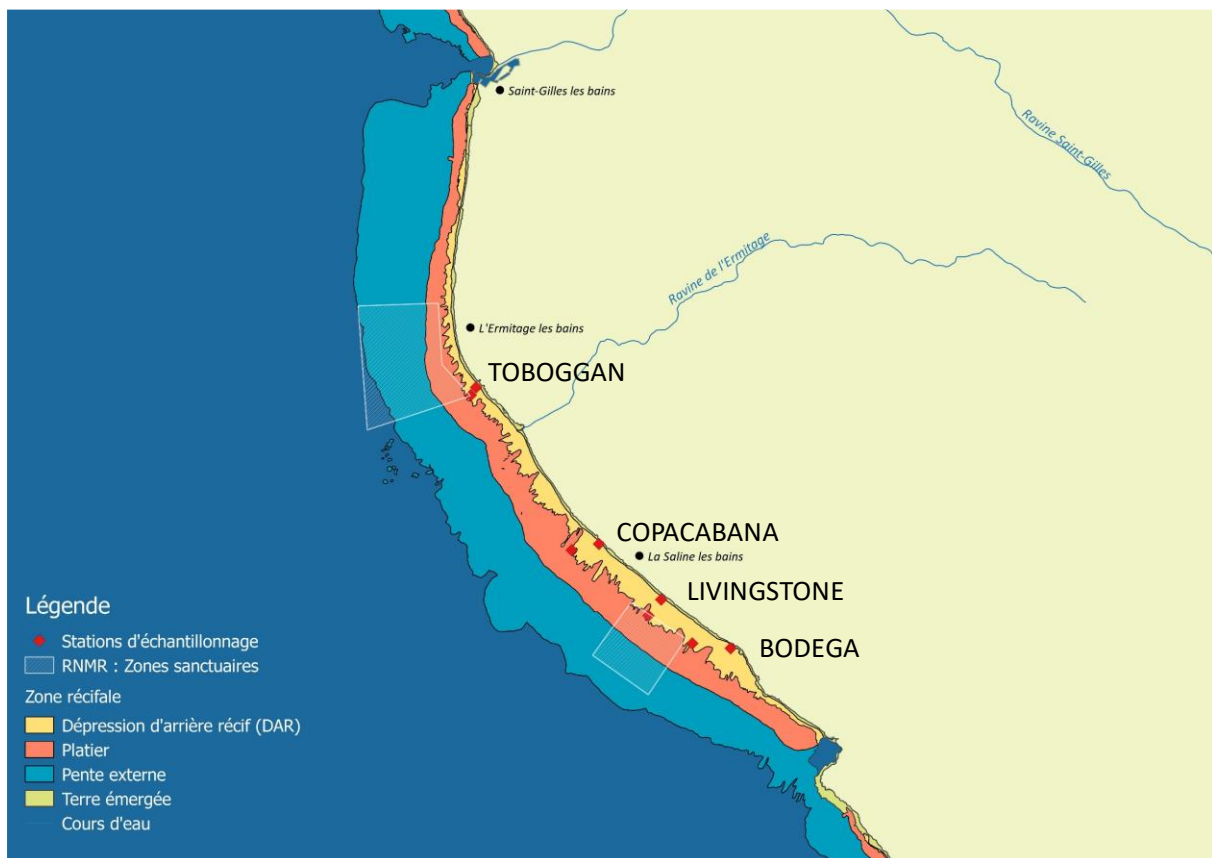 Saint-Gilles les bains
Ravine Saint-Gilles
Ravine de l'Ermitage
L'Ermitage les bains
TOBOGGAN
COPACABANA
La Saline les bains
LIVINGSTONE
BODEGA
Légende
Stations d'échantillonnage
RNMR : Zones sanctuaires
Zone récifale
Dépression d'arrière récif (DAR)
Platier
Pente externe
Terre émergée
Cours d'eau